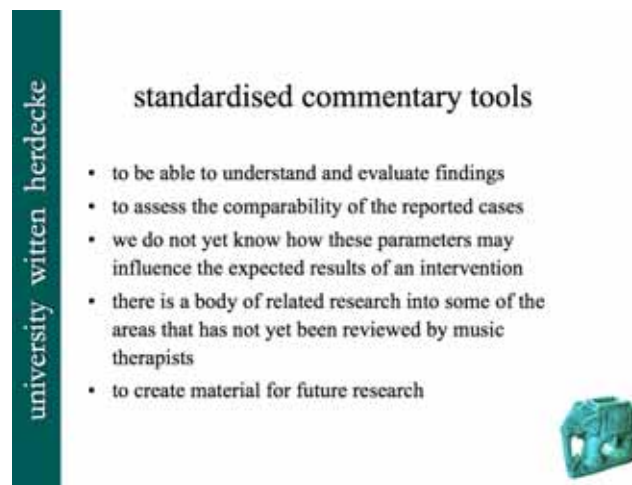 university witten herdecke
standardised commentary tools
• to be able to understand and evaluate findings
• to assess the comparability of the reported cases
• we do not yet know how these parameters may
influence the expected results of an intervention
• there is a body of related research into some of the
areas that has not yet been reviewed by music
therapists
• to create material for future research